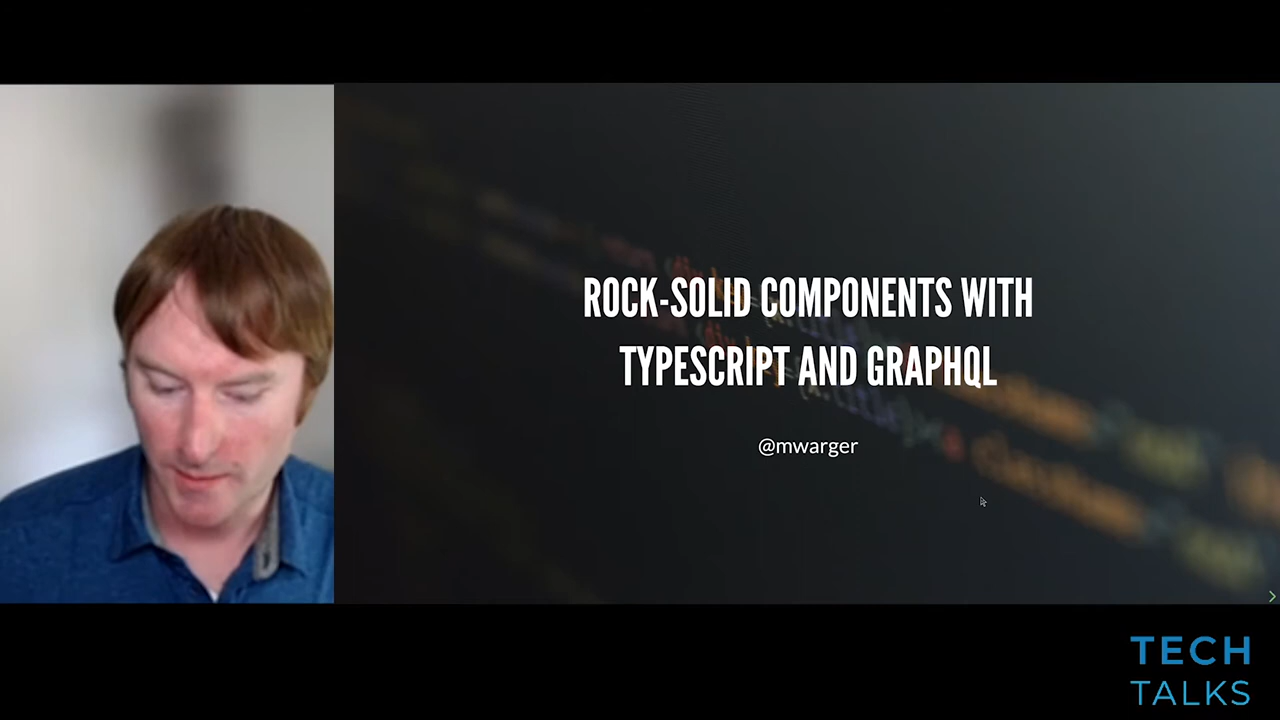 ROCK-SOLID COMPONENTS WITH
TYPESCRIPT AND GRAPHQL
@mwarger
TECH
TALKS